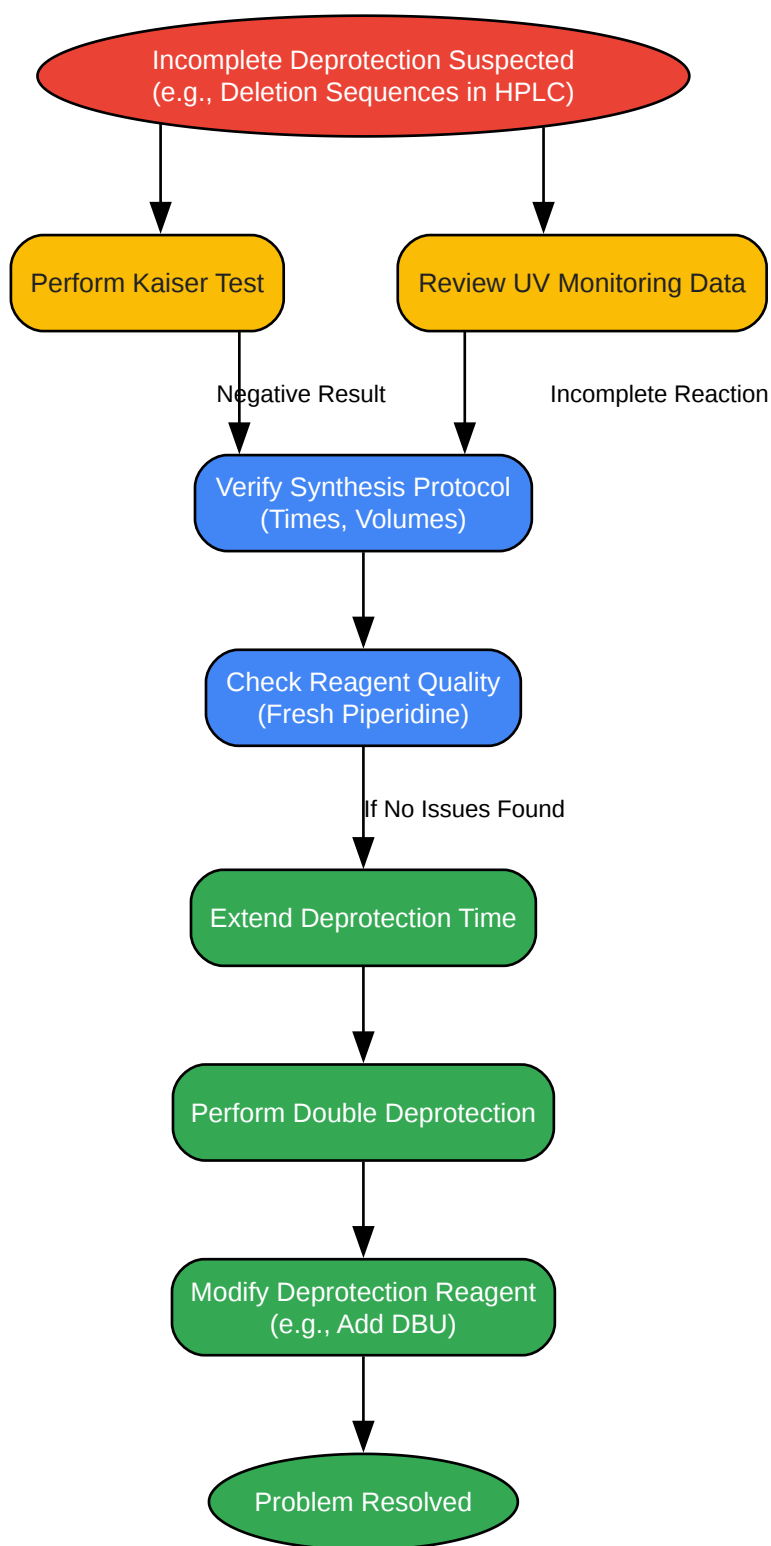 Incomplete Deprotection Suspected
(e.g., Deletion Sequences in HPLC)
Perform Kaiser Test
Review UV Monitoring Data
Negative Result
Incomplete Reaction
Verify Synthesis Protocol
(Times, Volumes)
Check Reagent Quality
(Fresh Piperidine)
If No Issues Found
Extend Deprotection Time
Perform Double Deprotection
Modify Deprotection Reagent
(e.g., Add DBU)
Problem Resolved